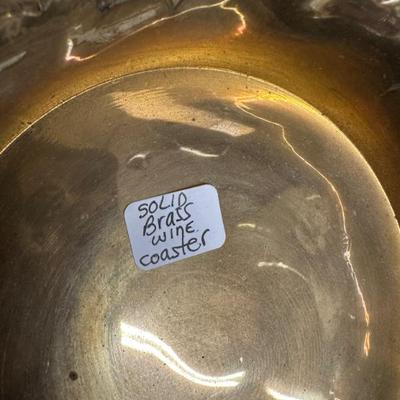 SOLID
Brass
wine
coaster